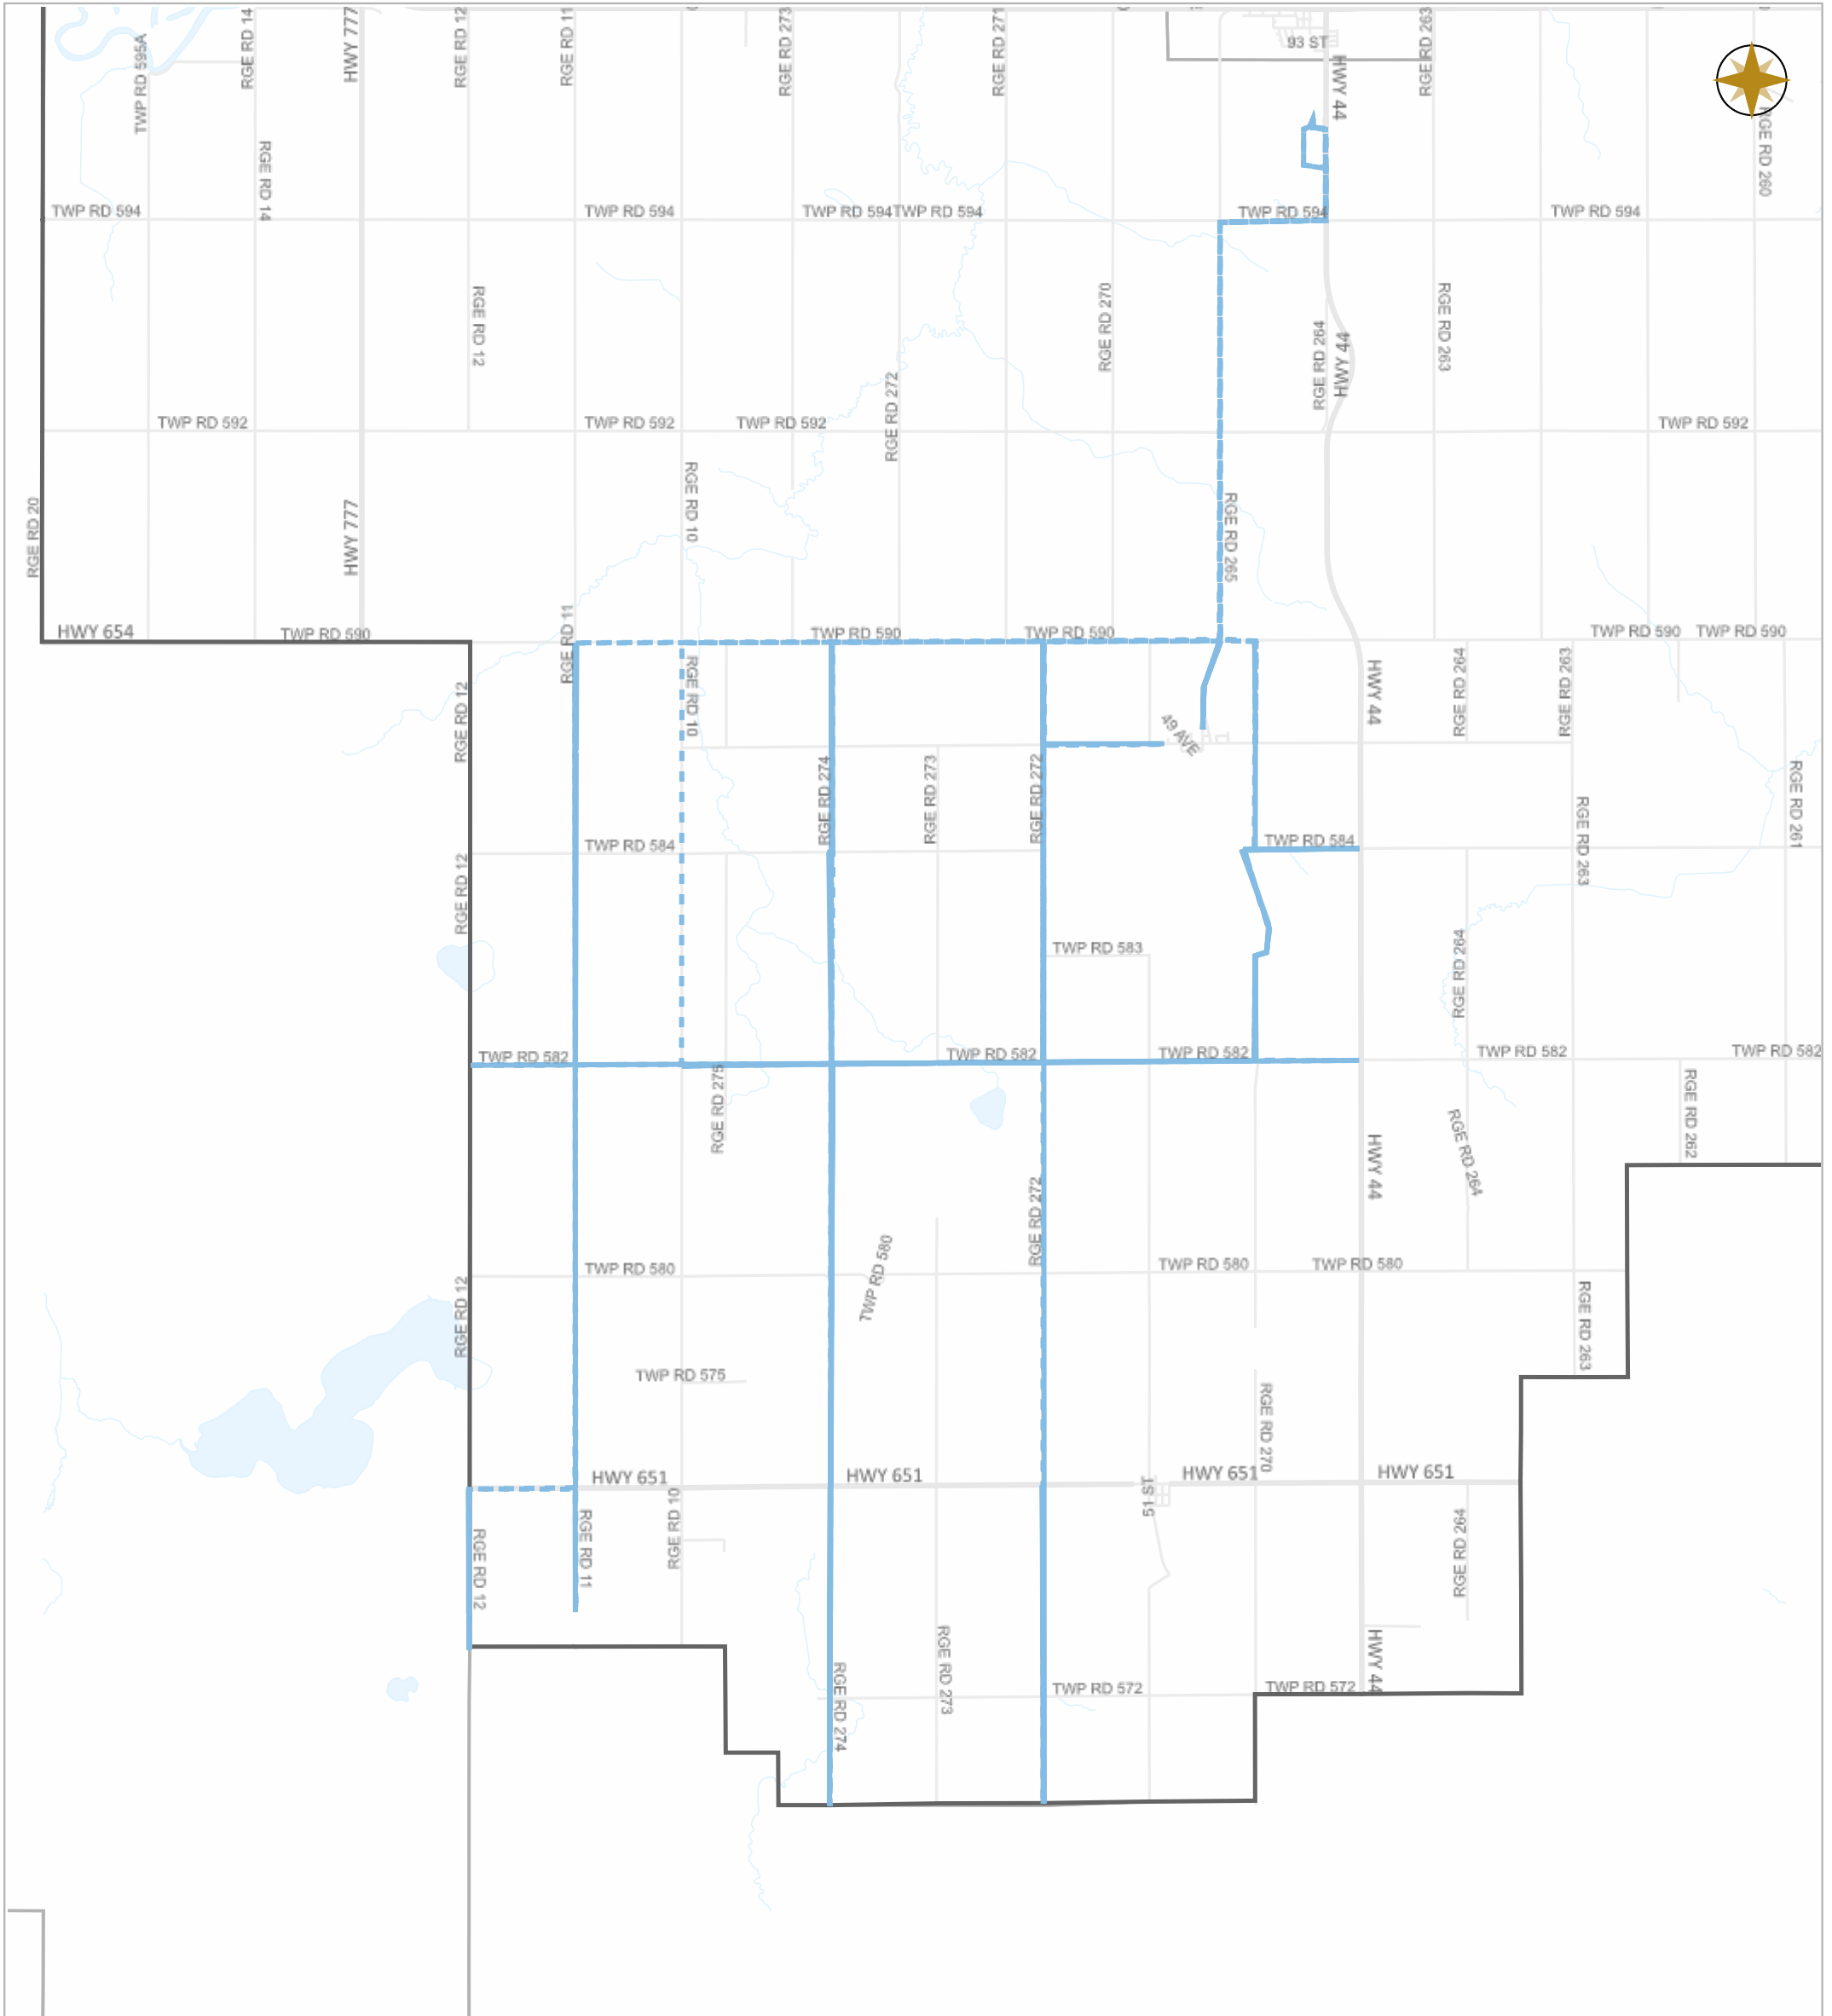 RGE RD 14
HWY 777
RGE RD 12
RGE RD 11
RGE RD 273
RGE RD 271
RGE RD 263
TWP RD 595A
93 ST
HWY 44
RGE RD 260
RGE RD 14
TWP RD 594
TWP RD 594
TWP RD 594
TWP RD 594
TWP RD 594
TWP RD 594
RGE RD 12
RGE RD 270
RGE RD 263
RGE RD 264
HWY 44
RGE RD 272
TWP RD 592
TWP RD 592
TWP RD 592
TWP RD 592
RGE RD 10
RGE RD 20
HWY 777
RGE RD 265
HWY 654
TWP RD 590
RGE RD 11
TWP RD 590
TWP RD 590
TWP RD 590
TWP RD 590
RGE RD 12
RGE RD 10
HWY 44
RGE RD 264
RGE RD 263
49 AVE
RGE RD 274
RGE RD 273
RGE RD 272
RGE RD 261
RGE RD 263
TWP RD 584
TWP RD 584
RGE RD 12
TWP RD 583
RGE RD 264
TWP RD 582
TWP RD 582
TWP RD 582
TWP RD 582
TWP RD 582
RGE RD 275
RGE RD 262
RGE RD 264
HWY 44
RGE RD 272
TWP RD 580
TWP RD 580
TWP RD 580
TWP RD 580
RGE RD 12
RGE RD 263
TWP RD 575
RGE RD 270
HWY 651
HWY 651
HWY 651
HWY 651
51 ST
RGE RD 12
RGE RD 11
RGE RD 10
RGE RD 264
RGE RD 274
RGE RD 273
TWP RD 572
TWP RD 572
HWY 44